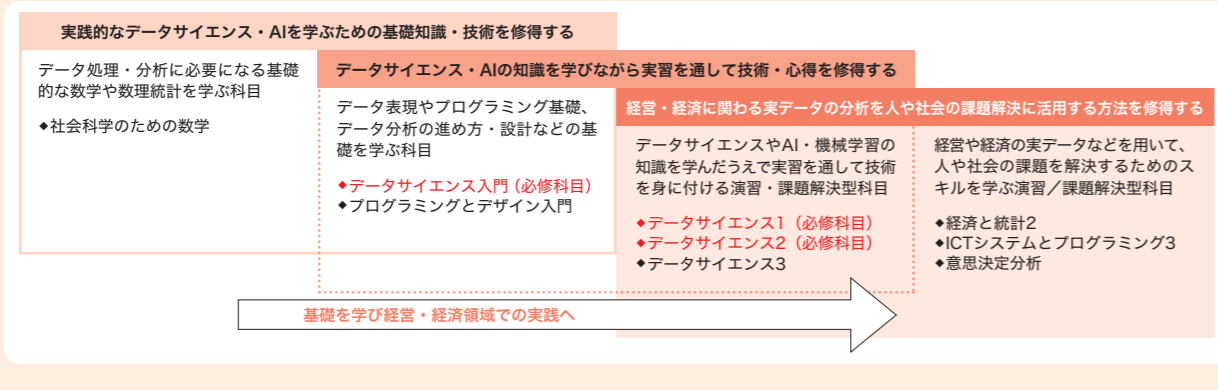 実践的なデータサイエンス・AIを学ぶための基礎知識・技術を修得する
データ処理・分析に必要になる基礎
的な数学や数理統計を学ぶ科目
◆社会科学のための数学
データサイエンス・AIの知識を学びながら実習を通して技術・心得を修得する
データ表現やプログラミング基礎、
データ分析の進め方・設計などの基
礎を学ぶ科目
◆データサイエンス入門（必修科目）
◆プログラミングとデザイン入門
経営・経済に関わる実データの分析を人や社会の課題解決に活用する方法を修得する
データサイエンスやAI・機械学習の
知識を学んだうえで実習を通して技術
を身に付ける演習・課題解決型科目
◆データサイエンス1（必修科目）
◆データサイエンス2（必修科目）
◆データサイエンス3
経営や経済の実データなどを用いて、
人や社会の課題を解決するためのス
キルを学ぶ演習／課題解決型科目
◆経済と統計2
◆ICTシステムとプログラミング3
◆意思決定分析
基礎を学び経営・経済領域での実践へ